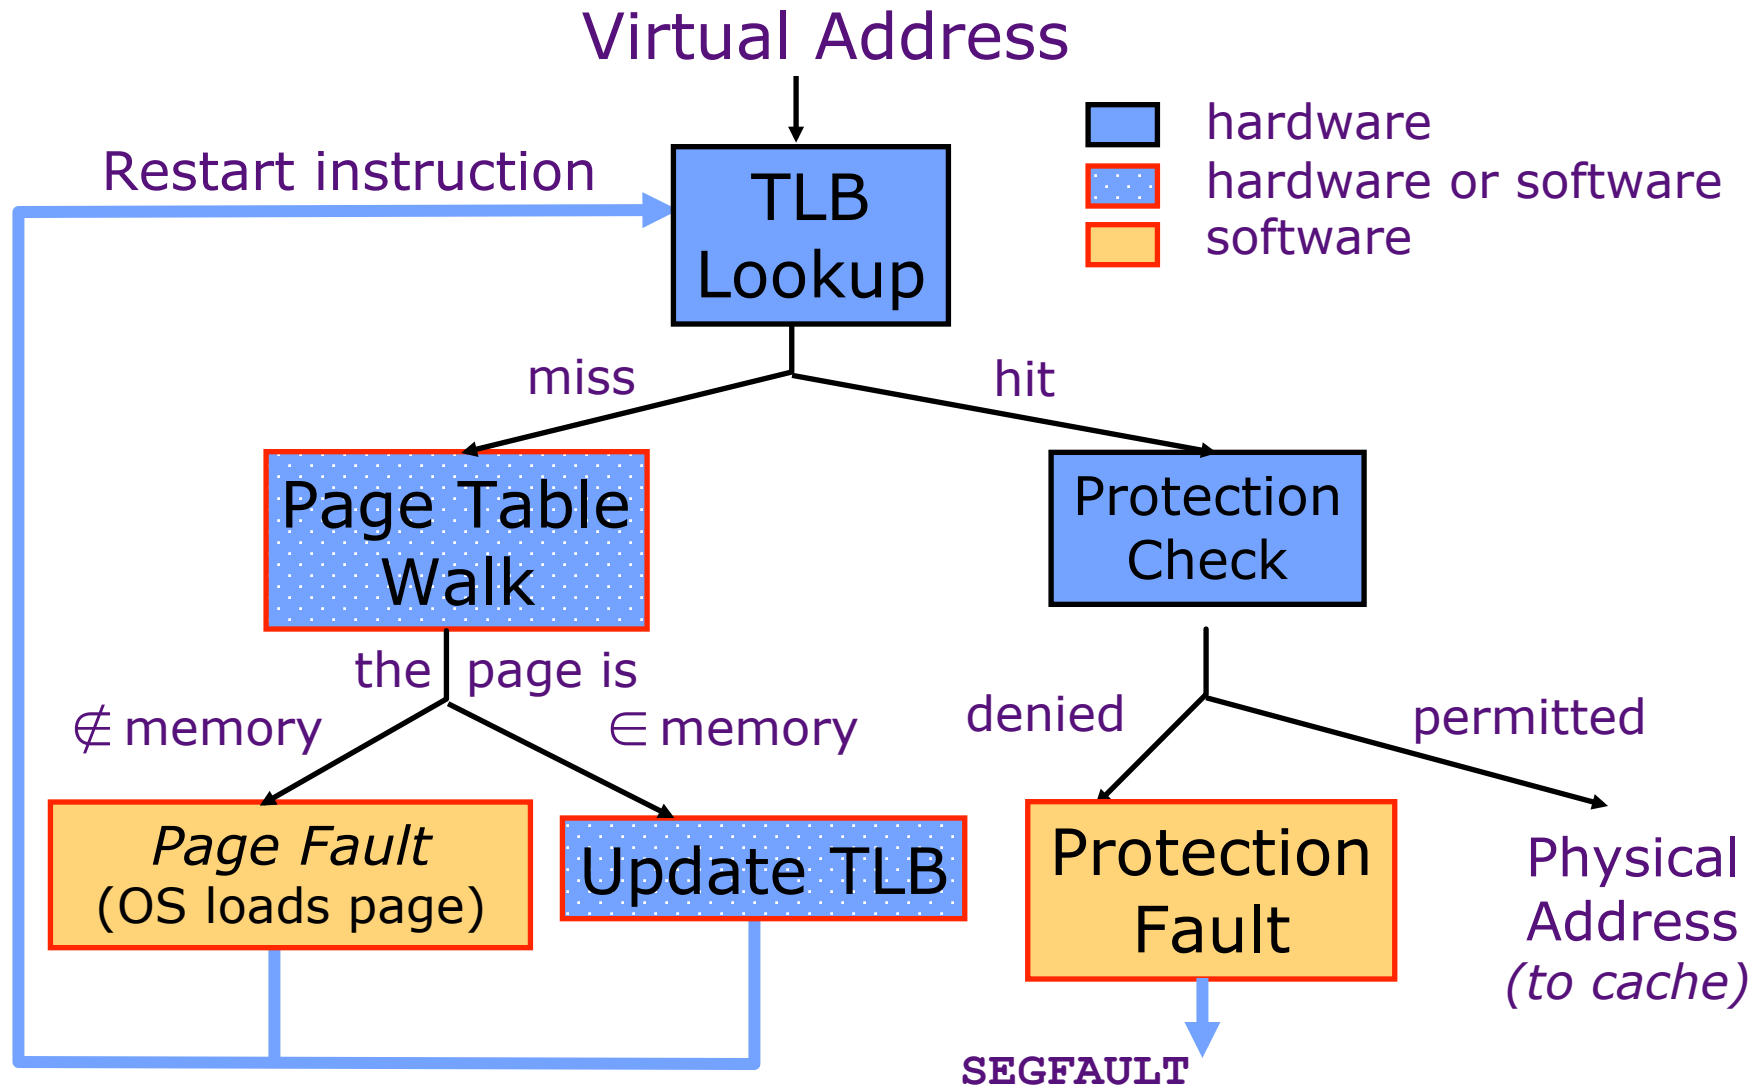 Virtual Address
hardware
hardware or software
software
Restart instruction
TLB
Lookup
miss
hit
Page Table
Walk
Protection
Check
the page is
∉ memory
∈ memory
denied
permitted
Page Fault
(OS loads page)
Update TLB
Protection
Fault
Physical
Address
(to cache)
SEGFAULT